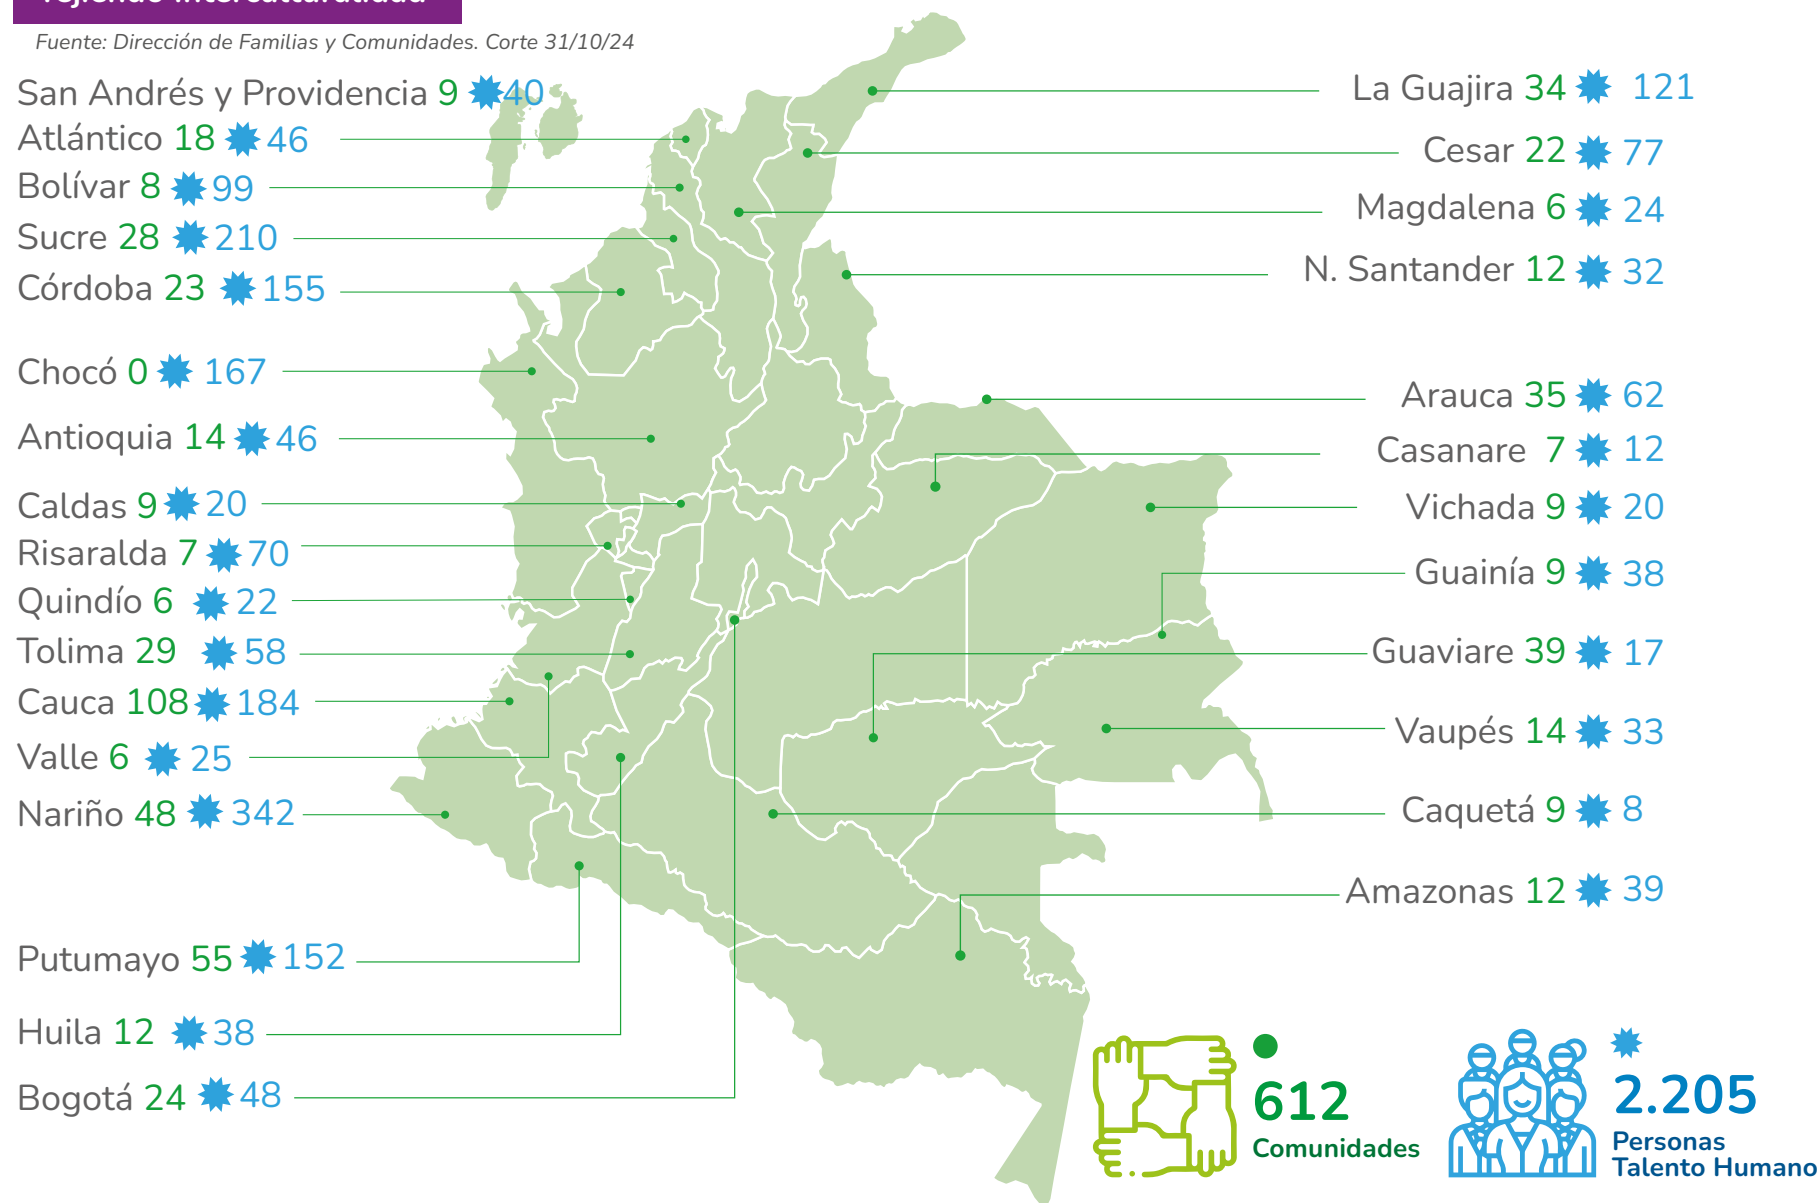 Fuente: Dirección de Familias y Comunidades. Corte 31/10/24
San Andrés y Providencia 9 40
Atlántico 18 46
Bolívar 8 99
Sucre 28 210
Córdoba 23 155
Chocó 0 167
Antioquia 14 46
Caldas 9 20
Risaralda 7 70
Quindío 6 22
Tolima 29 58
Cauca 108 184
Valle 6 25
Nariño 48 342
Putumayo 55 152
Huila 12 38
Bogotá 24 48
La Guajira 34 121
Cesar 22 77
Magdalena 6 24
N. Santander 12 32
Arauca 35 62
Casanare 7 12
Vichada 9 20
Guainía 9 38
Guaviare 39 17
Vaupés 14 33
Caquetá 9 8
Amazonas 12 39
612
Comunidades
2.205
Personas
Talento Humano